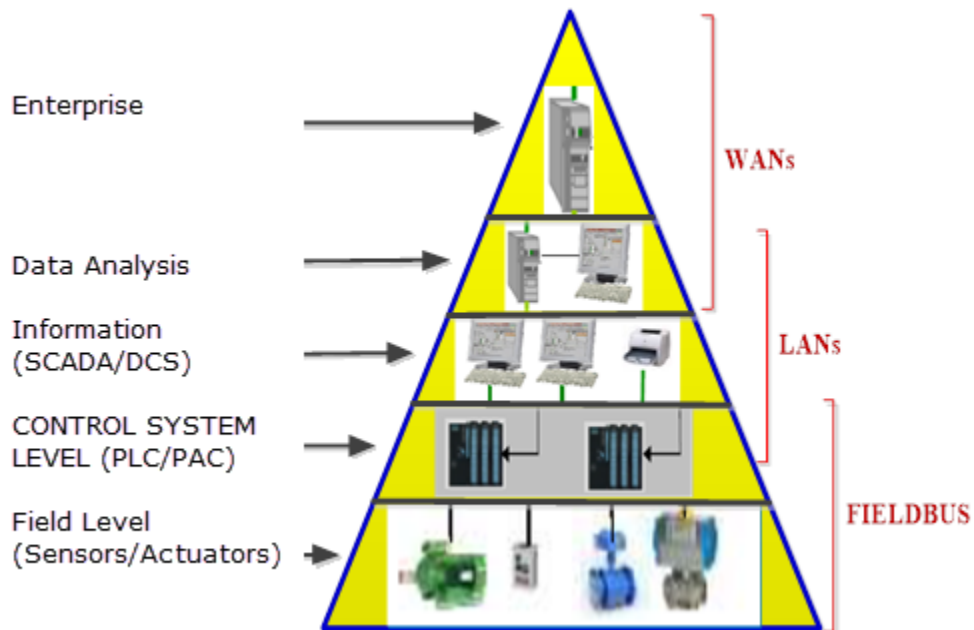 Enterprise
WANs
Data Analysis
Information
(SCADA/DCS)
LANs
CONTROL SYSTEM
LEVEL (PLC/PAC)
Field Level
(Sensors/Actuators)
FIELDBUS